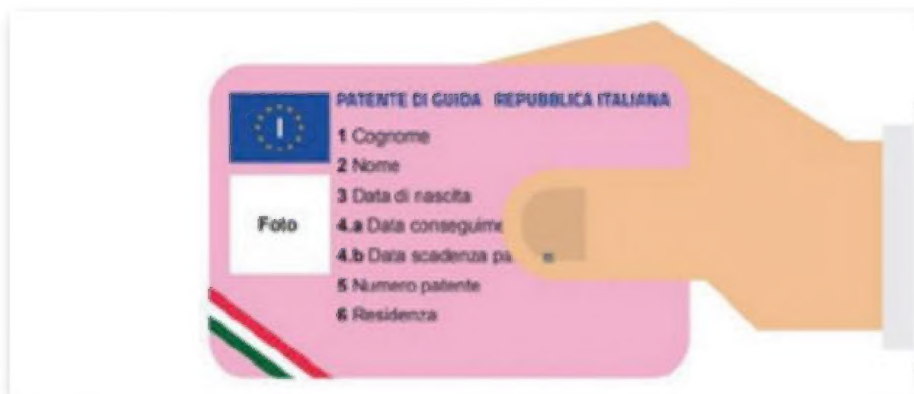 PATENTE DI GUIDA REPUBBLICA ITALIANA
I
1 Cognome
2 Nome
3 Data di nascita
Foto
4.a Data conseguime
4.b Data scadenza pa
5 Numero patente
6 Residenza